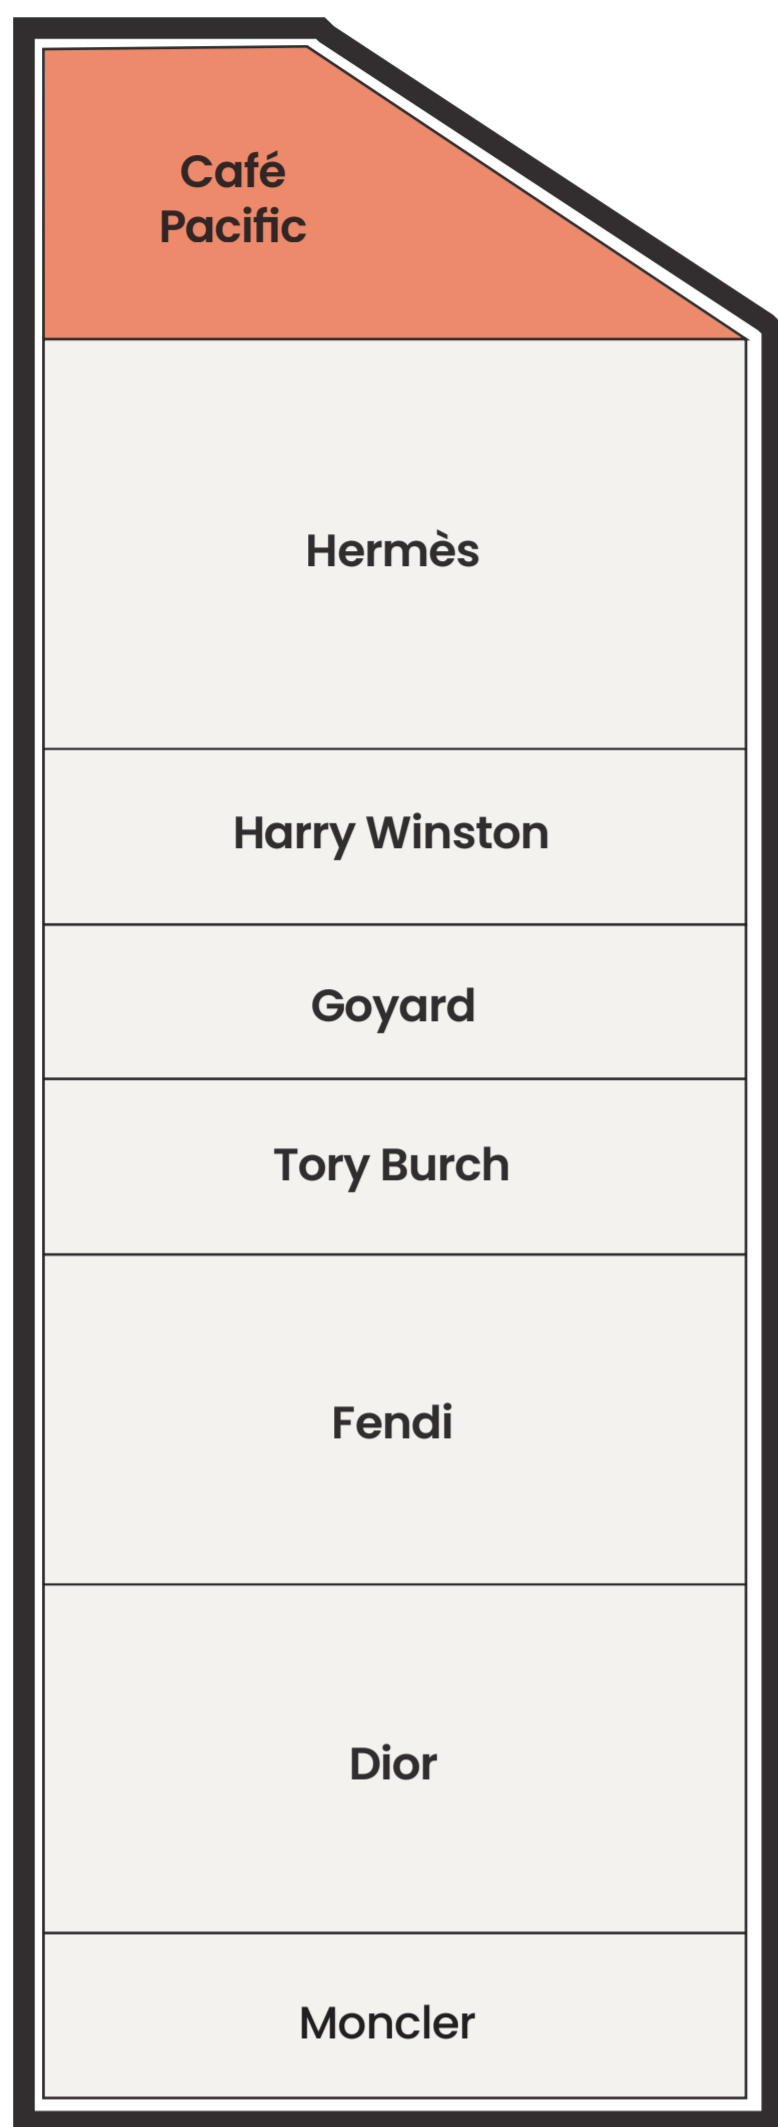 Café
Pacific
Hermès
Harry Winston
Goyard
Tory Burch
Fendi
Dior
Moncler